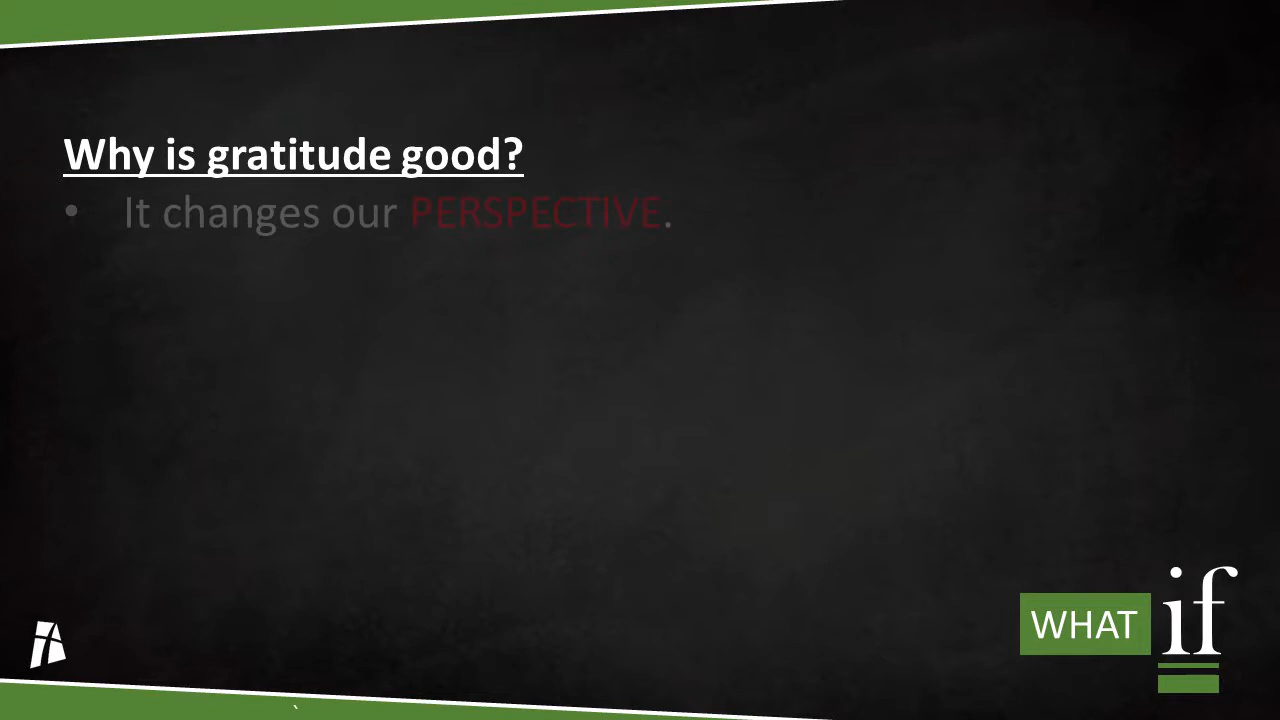 Why is gratitude good?
• It changes our PERSPECTIVE.
WHAT if
`